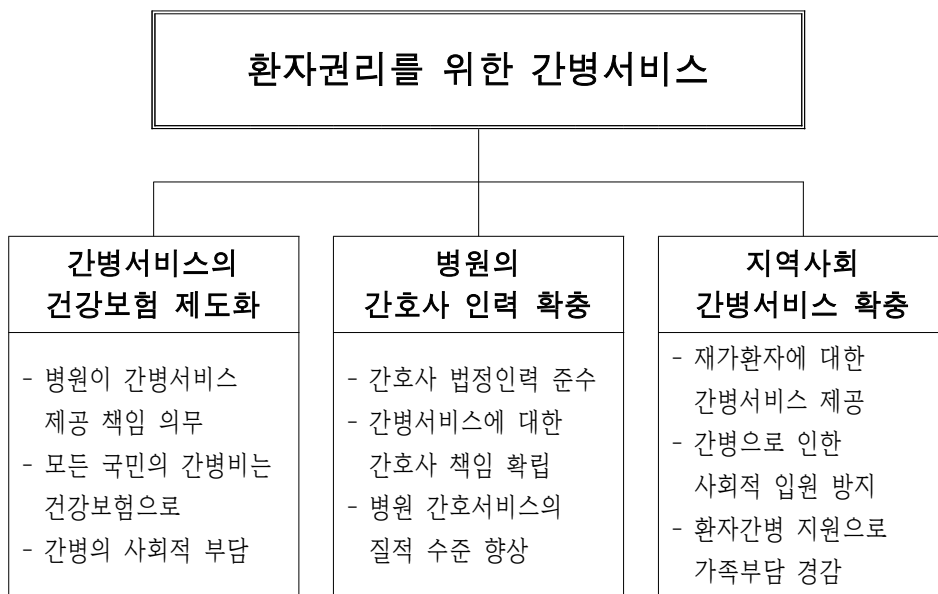 환자권리를 위한 간병서비스
간병서비스의
건강보험 제도화
- 병원이 간병서비스
제공 책임 의무
- 모든 국민의 간병비는
건강보험으로
- 간병의 사회적 부담
병원의
간호사 인력 확충
- 간호사 법정인력 준수
- 간병서비스에 대한
간호사 책임 확립
- 병원 간호서비스의
질적 수준 향상
지역사회
간병서비스 확충
- 재가환자에 대한
간병서비스 제공
- 간병으로 인한
사회적 입원 방지
- 환자간병 지원으로
가족부담 경감